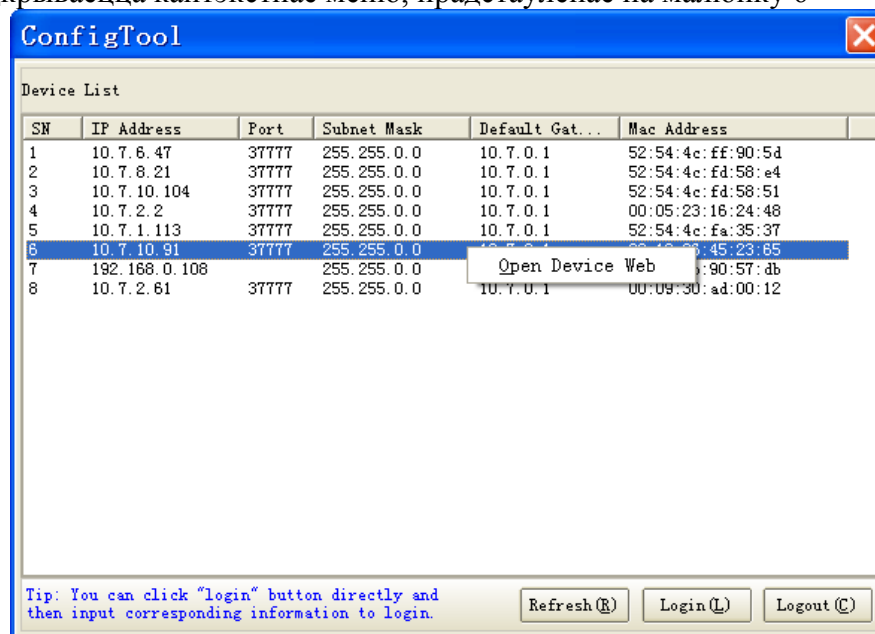 кантэкстнае меню, прадстаўленае на малюнку 6
ConfigTool
Device List
SN IP Address Port Subnet Mask Default Gat... Mac Address
1 10.7.6.47 37777 255.255.0.0 10.7.0.1 52:54:4c:ff:90:5d
2 10.7.8.21 37777 255.255.0.0 10.7.0.1 52:54:4c:fd:58:e4
3 10.7.10.104 37777 255.255.0.0 10.7.0.1 52:54:4c:fd:58:51
4 10.7.2.2 37777 255.255.0.0 10.7.0.1 00:05:23:16:24:48
5 10.7.1.113 37777 255.255.0.0 10.7.0.1 52:54:4c:fa:35:37
6 10.7.10.91 37777 255.255.0.0 :45:23:65
Open Device Web
7 192.168.0.108 255.255.0.0 :90:57:db
8 10.7.2.61 37777 255.255.0.0 10.7.0.1 00:09:30:ad:00:12
Tip: You can click "login" button directly and
then input corresponding information to login.
Refresh(R) Login(L) Logout(C)